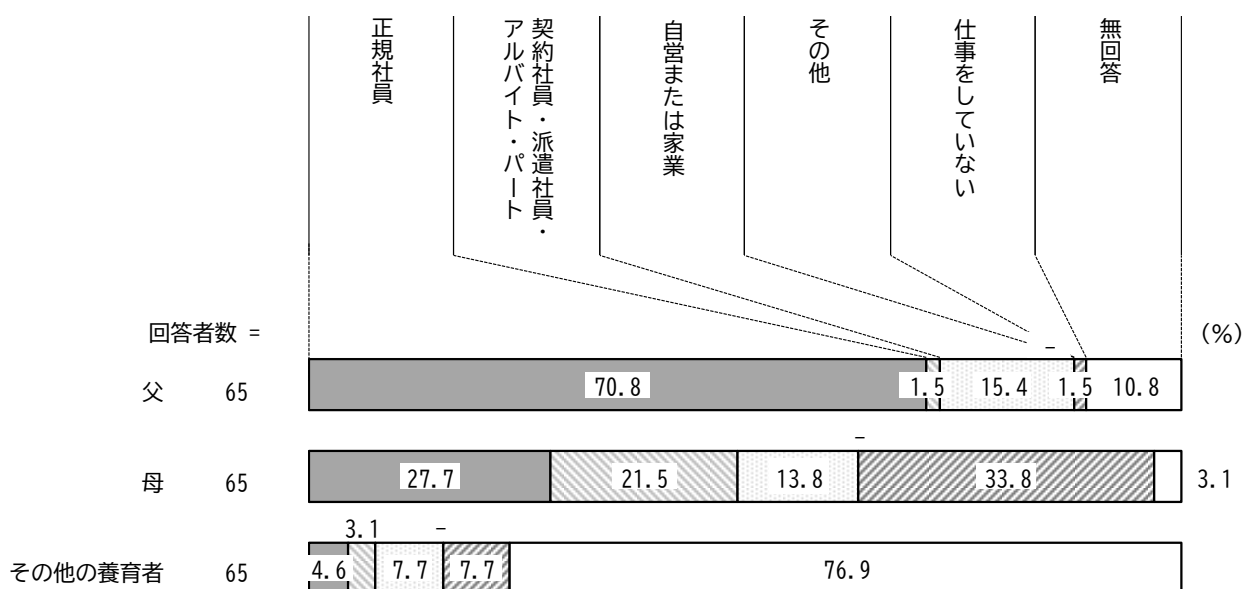 正規社員
契約社員・派遣社員・
アルバイト・パート
自営または家業
その他
仕事をしていない
無回答
回答者数 =
(%)
–
父 65 70.8 1.5 15.4 1.5 10.8
–
母 65 27.7 21.5 13.8 33.8 3.1
3.1 –
その他の養育者 65 4.6 7.7 7.7 76.9